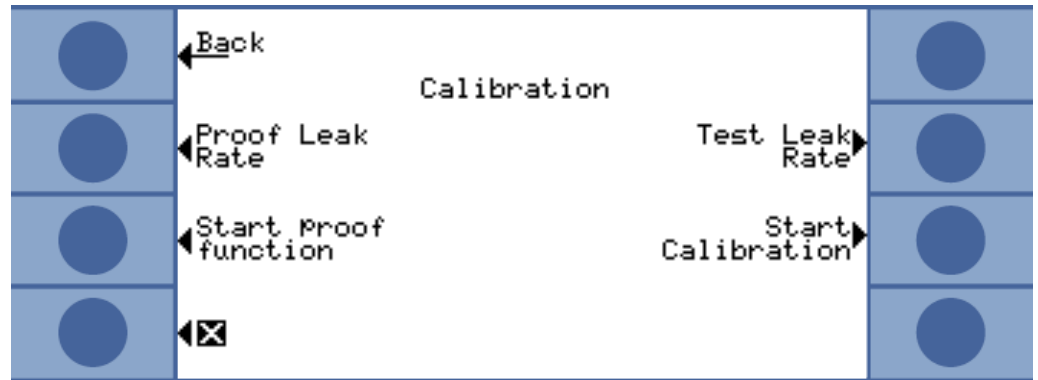 Back
Calibration
Proof Leak
Rate
Test Leak
Rate
Start Proof
function
Start
Calibration